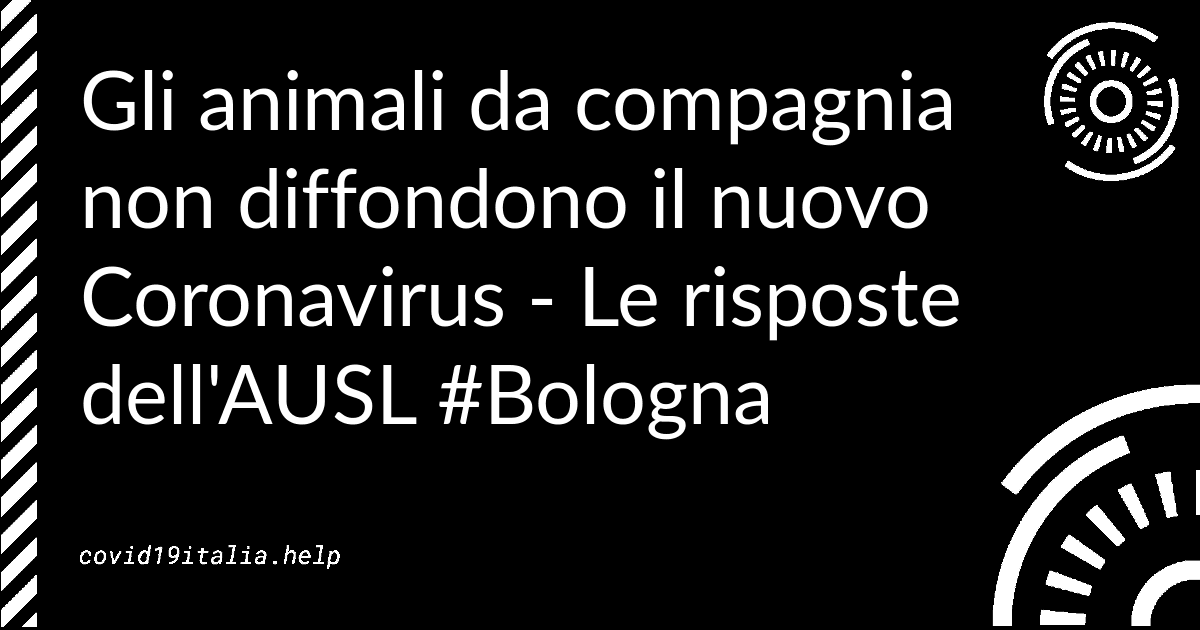 Gli animali da compagnia
non diffondono il nuovo
Coronavirus - Le risposte
dell'AUSL #Bologna
covid19italia.help